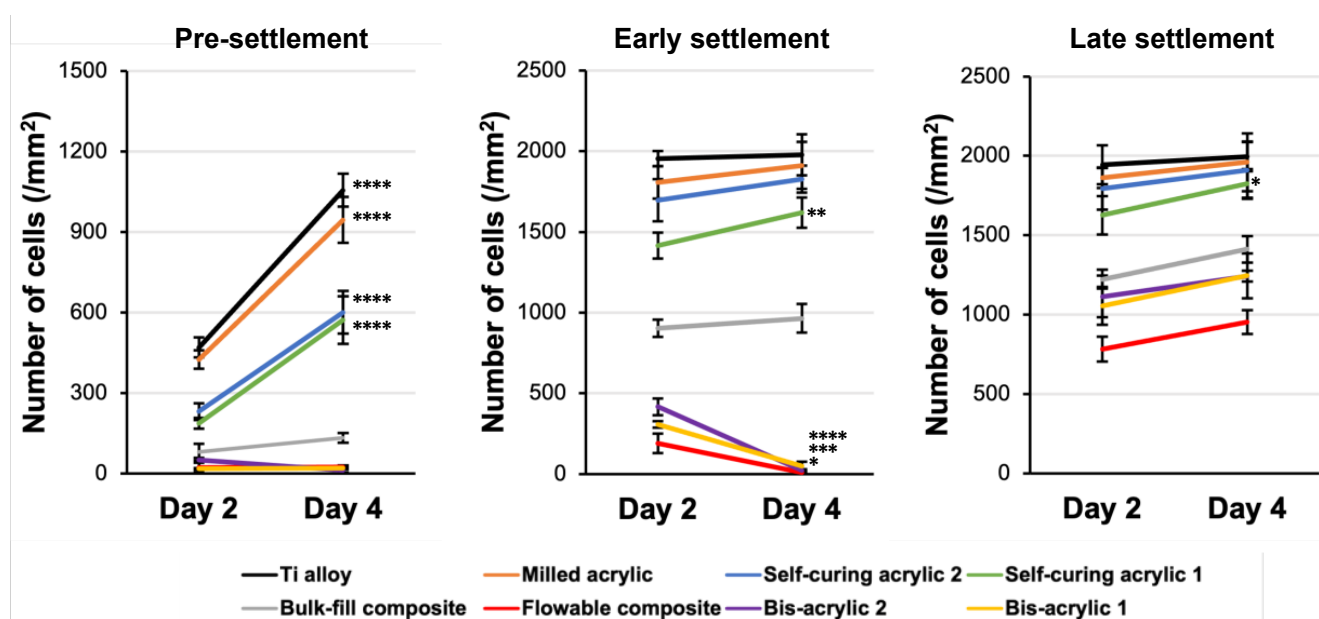 Pre-settlement
Number of cells (/mm²)
1500
1200
900
600
300
0
****
****
****
****
Day 2 Day 4
Early settlement
Number of cells (/mm²)
2500
2000
1500
1000
500
0
**
****
***
*
Day 2 Day 4
Late settlement
Number of cells (/mm²)
2500
2000
1500
1000
500
0
*
Day 2 Day 4
Ti alloy Milled acrylic Self-curing acrylic 2 Self-curing acrylic 1
Bulk-fill composite Flowable composite Bis-acrylic 2 Bis-acrylic 1